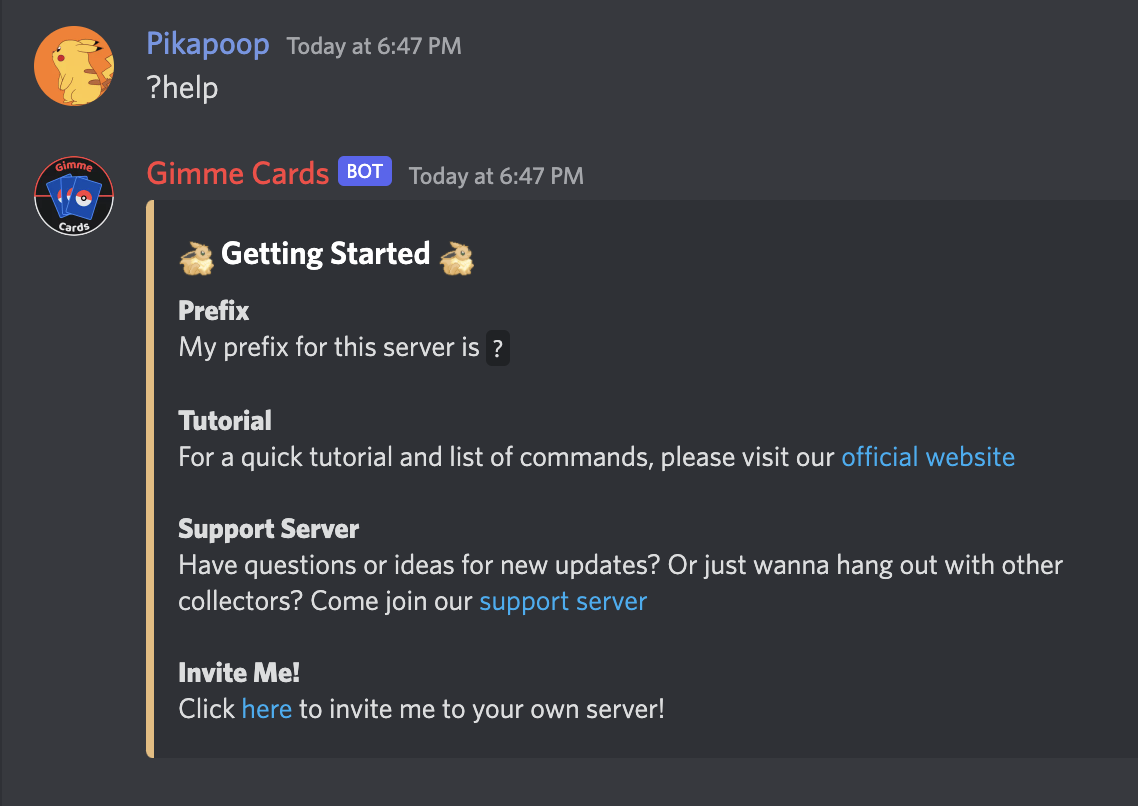 Pikapoop Today at 6:47 PM
?help
Gimme
Cards
Gimme Cards BOT Today at 6:47 PM
Getting Started
Prefix
My prefix for this server is ?
Tutorial
For a quick tutorial and list of commands, please visit our official website
Support Server
Have questions or ideas for new updates? Or just wanna hang out with other
collectors? Come join our support server
Invite Me!
Click here to invite me to your own server!